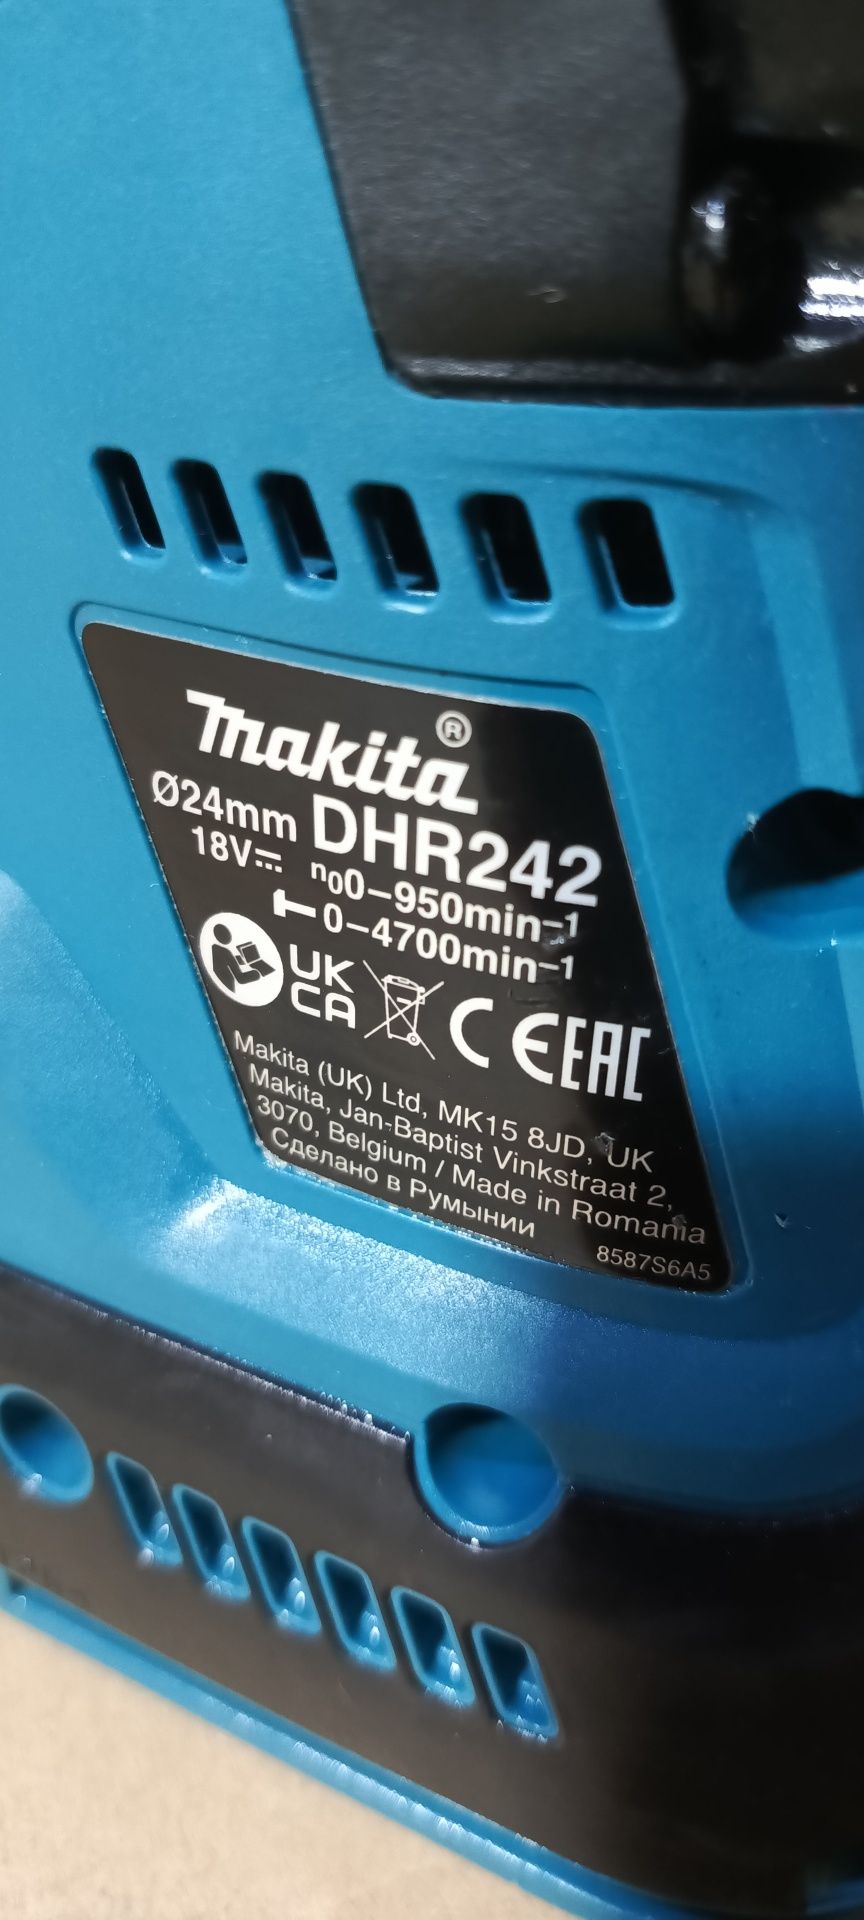 makita®
Ø24mm DHR242
18V⎓ n₀0-950min-1
0-4700min-1
UK
CA
CE EAC
Makita (UK) Ltd, MK15 8JD, UK
Makita, Jan-Baptist Vinkstraat 2,
3070, Belgium / Made in Romania
Сделано в Румынии
8587S6A5